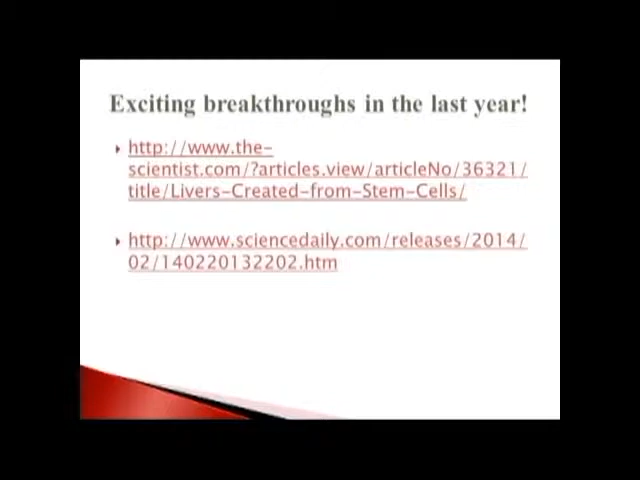 Exciting breakthroughs in the last year!
http://www.the-
scientist.com/?articles.view/articleNo/36321/
title/Livers-Created-from-Stem-Cells/
http://www.sciencedaily.com/releases/2014/
02/140220132202.htm